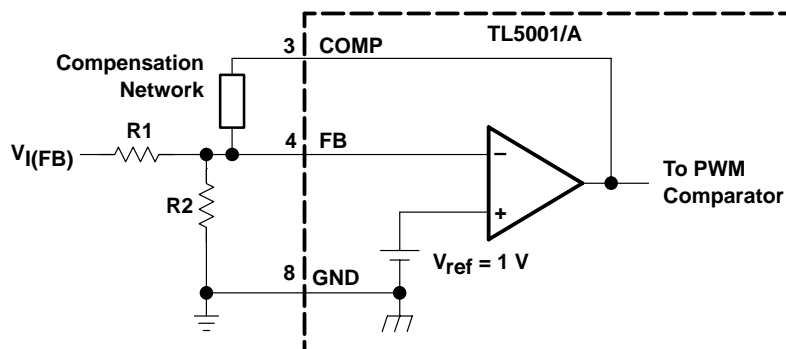 TL5001/A
3 COMP
Compensation
Network
R1
4 FB
V_I(FB)
R2
To PWM
Comparator
V_ref = 1 V
8 GND